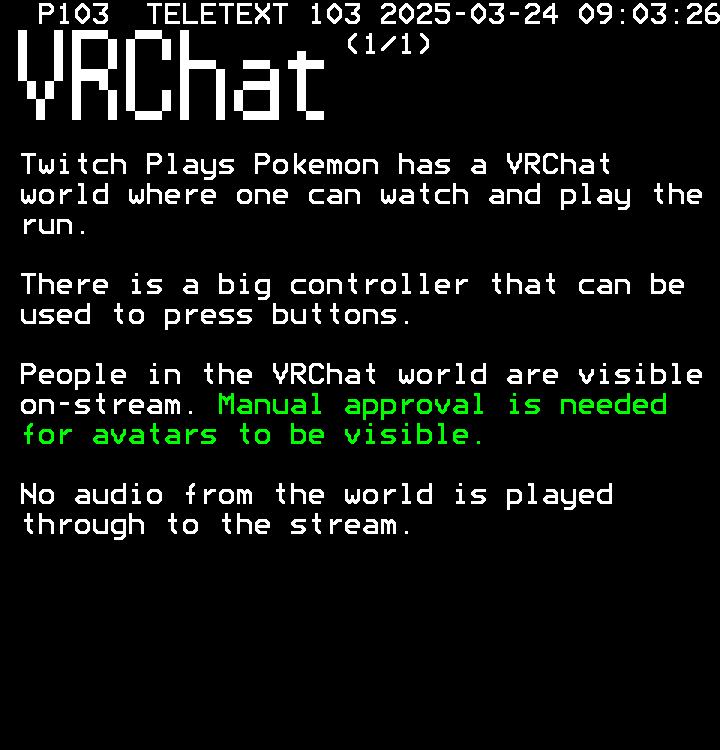 P103 TELETEXT 103 2025-03-24 09:03:26
VRChat (1/1)
Twitch Plays Pokemon has a VRChat
world where one can watch and play the
run.
There is a big controller that can be
used to press buttons.
People in the VRChat world are visible
on-stream. Manual approval is needed
for avatars to be visible.
No audio from the world is played
through to the stream.